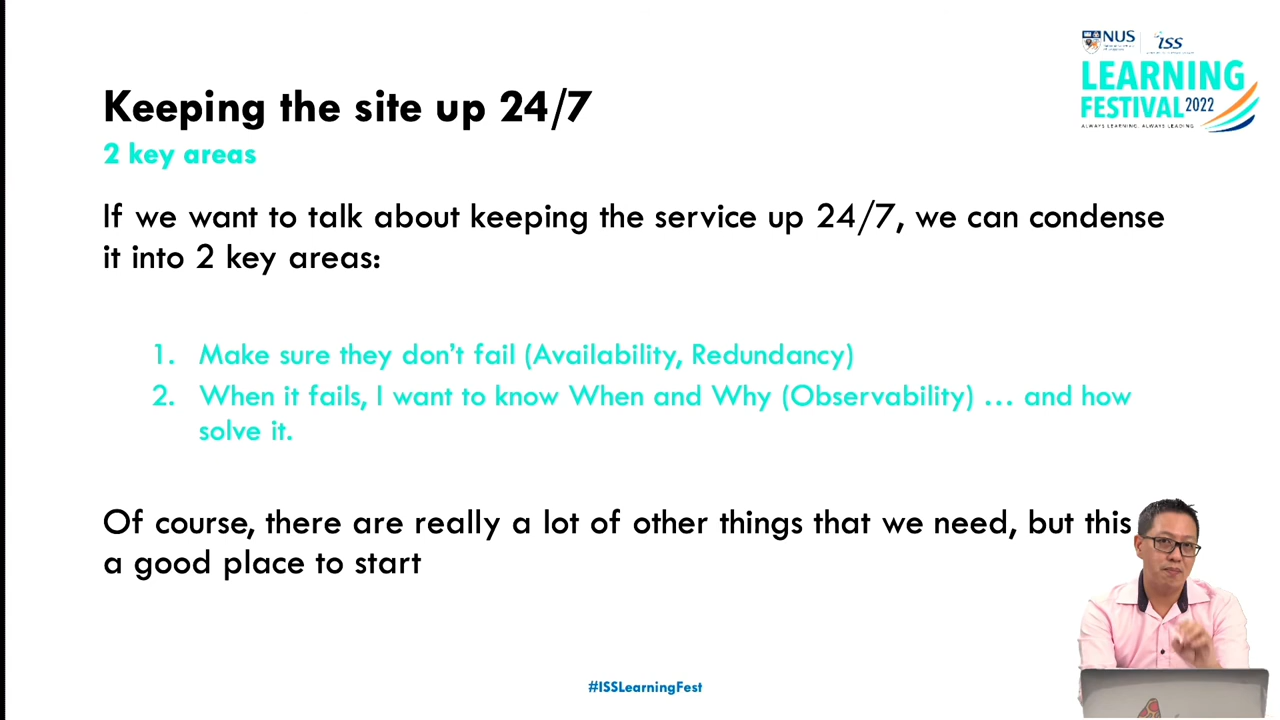 NUS
iss
LEARNING
FESTIVAL 2022
ALWAYS LEARNING. ALWAYS LEADING
Keeping the site up 24/7
2 key areas
If we want to talk about keeping the service up 24/7, we can condense
it into 2 key areas:
1. Make sure they don’t fail (Availability, Redundancy)
2. When it fails, I want to know When and Why (Observability) … and how
solve it.
Of course, there are really a lot of other things that we need, but this
a good place to start
#ISSLearningFest